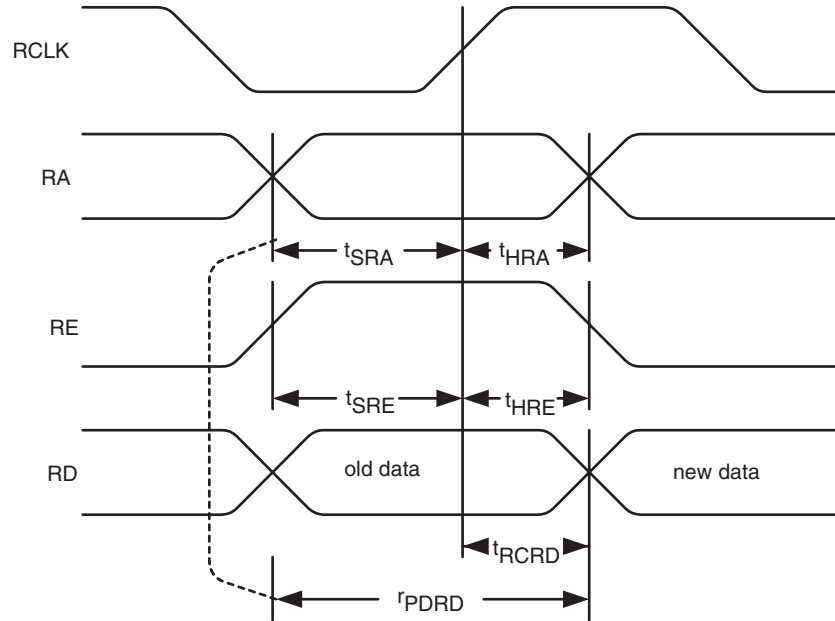 RCLK
RA
tSRA
tHRA
RE
tSRE
tHRE
RD
old data
new data
tRCRD
rPDRD